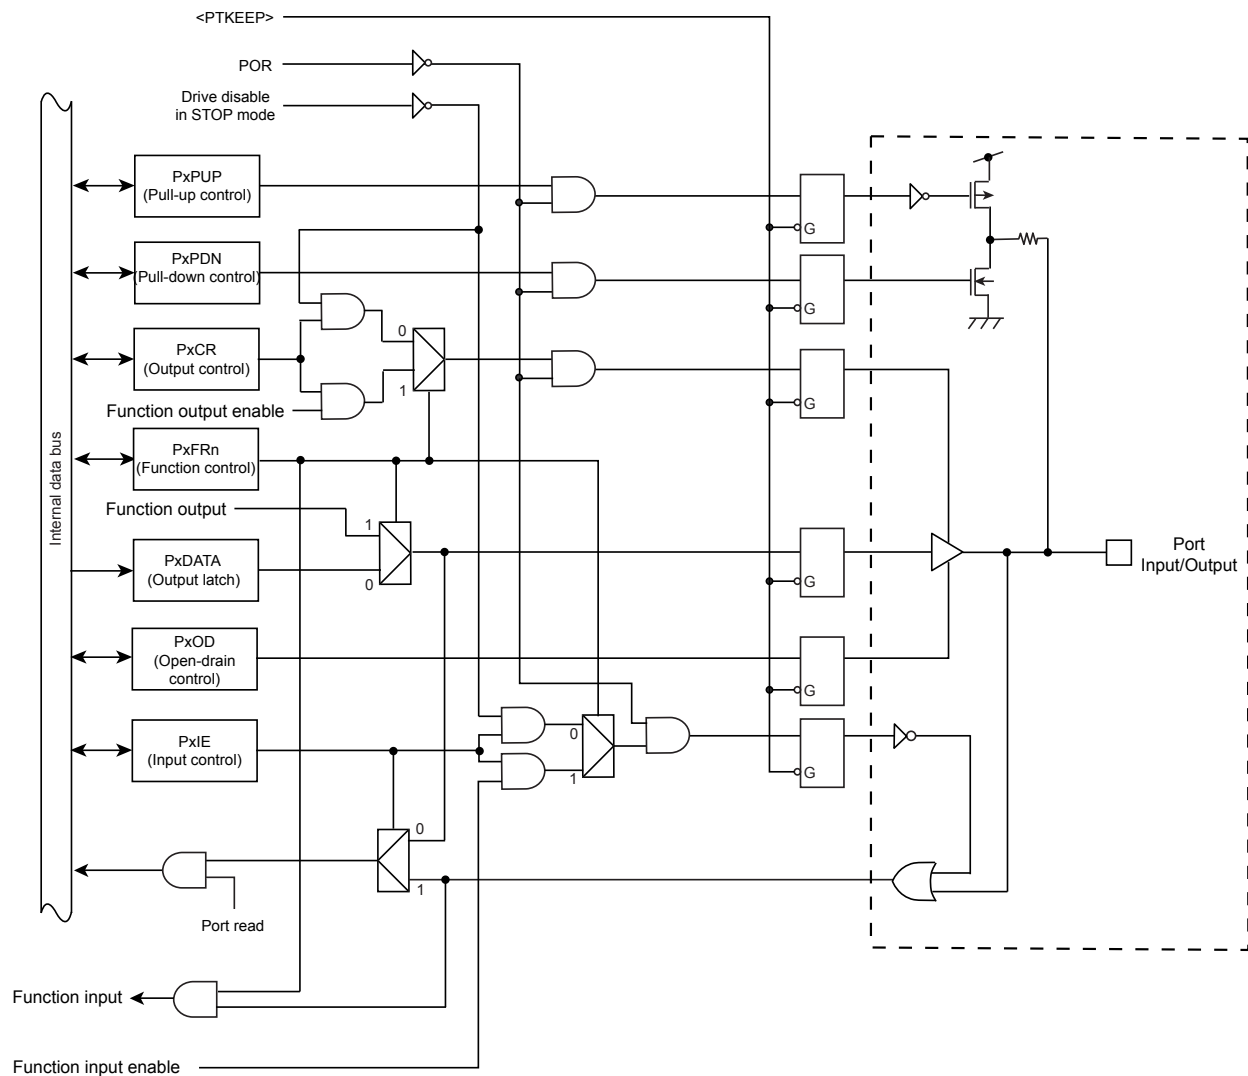 <PTKEEP>
POR
Drive disable
in STOP mode
PxPUP
(Pull-up control)
G
PxPDN
(Pull-down control)
G
PxCR
(Output control)
0
1
G
Function output enable
PxFRn
(Function control)
Internal data bus
Function output
1
0
PxDATA
(Output latch)
G
Port
Input/Output
PxOD
(Open-drain
control)
G
PxIE
(Input control)
0
1
G
0
1
Port read
Function input
Function input enable